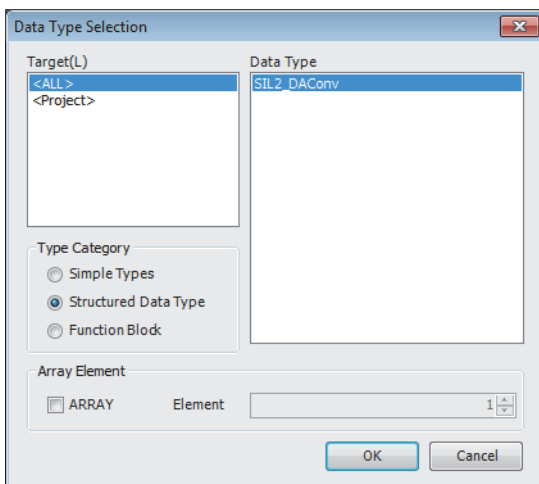 Data Type Selection
Target(L)
<ALL>
<Project>
Data Type
SIL2_DAConv
Type Category
Simple Types
Structured Data Type
Function Block
Array Element
ARRAY Element 1
OK Cancel